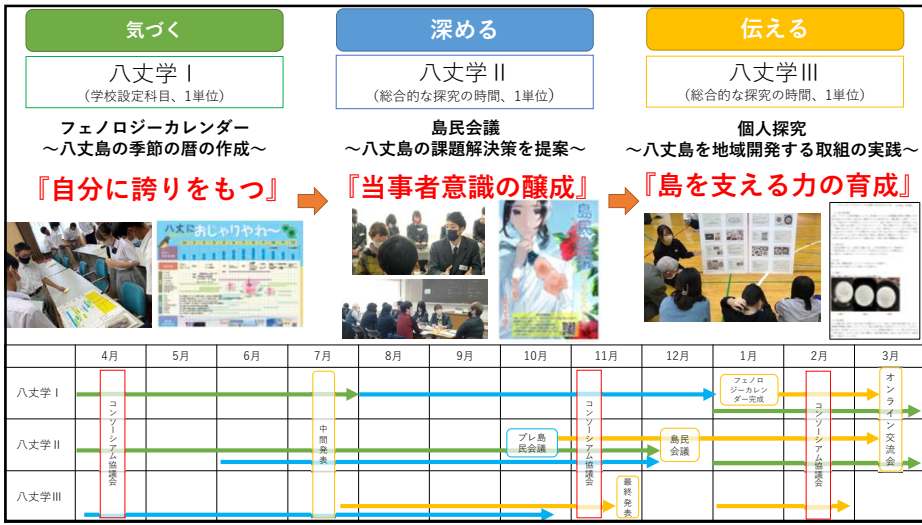 気づく
深める
伝える
八丈学Ⅰ
(学校設定科目、1単位)
八丈学Ⅱ
(総合的な探究の時間、1単位)
八丈学Ⅲ
(総合的な探究の時間、1単位)
フェノロジーカレンダー
～八丈島の季節の暦の作成～
島民会議
～八丈島の課題解決策を提案～
個人探究
～八丈島を地域開発する取組の実践～
『自分に誇りをもつ』
『当事者意識の醸成』
『島を支える力の育成』
八丈におじゃりやれ～
4月
5月
6月
7月
8月
9月
10月
11月
12月
1月
2月
3月
八丈学Ⅰ
八丈学Ⅱ
八丈学Ⅲ
コンソーシアム協議会
中間発表
プレ島
民会議
コンソーシアム協議会
最終発表
島民
会議
フェノロ
ジーカレン
ダー完成
コンソーシアム協議会
オンライン交流会